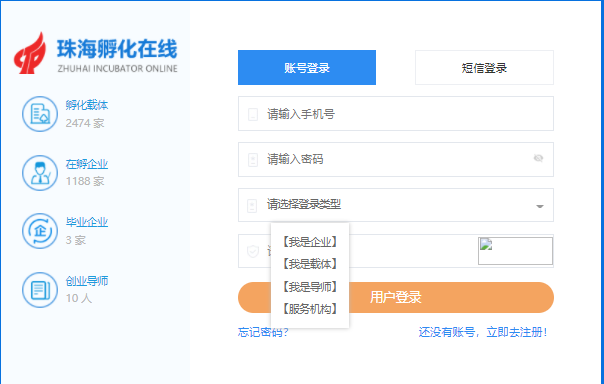 珠海孵化在线
ZHUHAI INCUBATOR ONLINE
孵化载体
2474 家
在孵企业
1188 家
毕业企业
3 家
创业导师
10 人
账号登录
短信登录
请输入手机号
请输入密码
请选择登录类型
【我是企业】
【我是载体】
【我是导师】
【服务机构】
用户登录
忘记密码?
还没有账号，立即去注册!